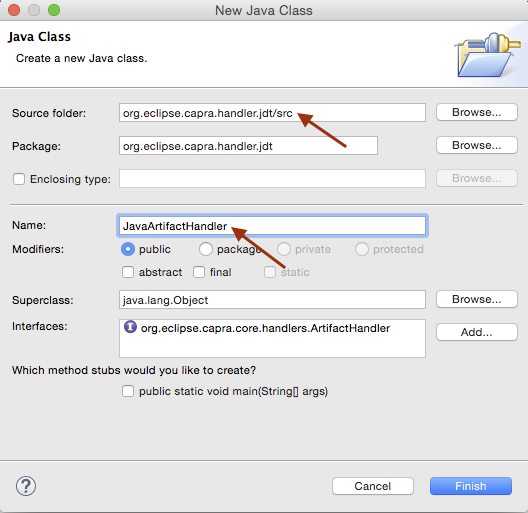 New Java Class
Java Class
Create a new Java class.
Source folder: org.eclipse.capra.handler.jdt/src Browse...
Package: org.eclipse.capra.handler.jdt Browse...
Enclosing type: Browse...
Name: JavaArtifactHandler
Modifiers: public package private protected
abstract final static
Superclass: java.lang.Object Browse...
Interfaces: I org.eclipse.capra.core.handlers.ArtifactHandler Add...
Which method stubs would you like to create?
public static void main(String[] args)
? Cancel Finish